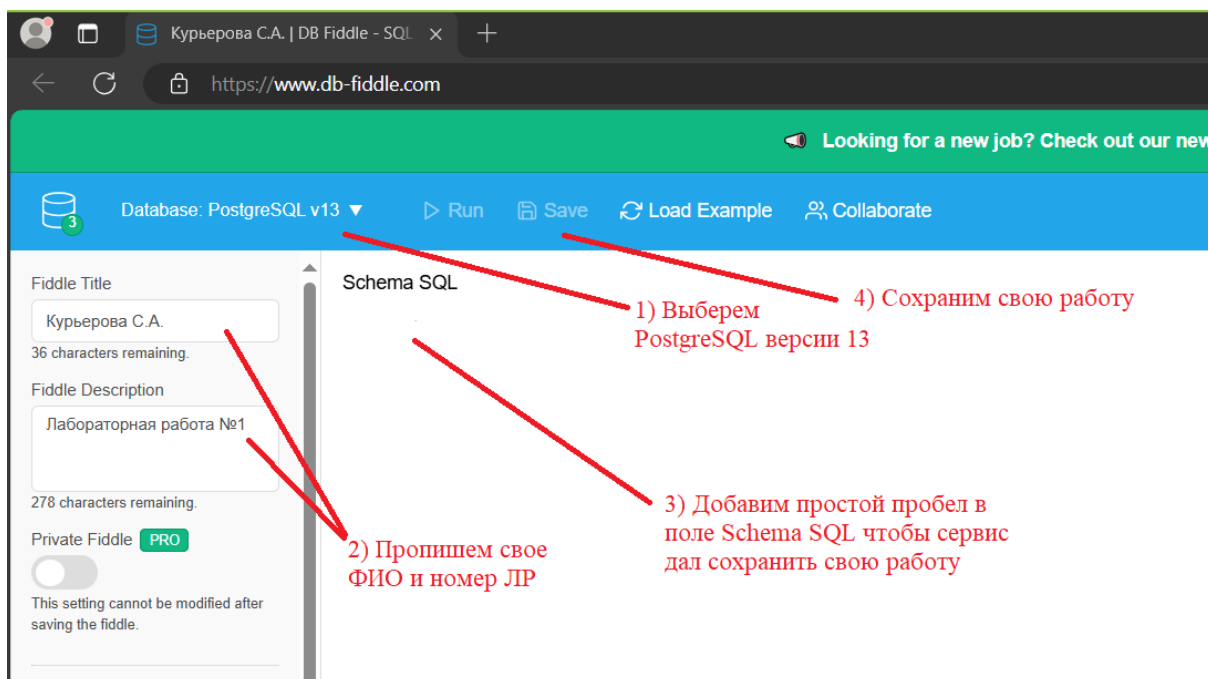 Курьерова С.А. | DB Fiddle - SQL
https://www.db-fiddle.com
Looking for a new job? Check out our new
3
Database: PostgreSQL v13 ▼
Run
Save
Load Example
Collaborate
Fiddle Title
Курьерова С.А.
36 characters remaining.
Fiddle Description
Лабораторная работа №1
278 characters remaining.
Private Fiddle PRO
This setting cannot be modified after
saving the fiddle.
Schema SQL
1) Выберем
PostgreSQL версии 13
4) Сохраним свою работу
3) Добавим простой пробел в
поле Schema SQL чтобы сервис
дал сохранить свою работу
2) Пропишем свое
ФИО и номер ЛР